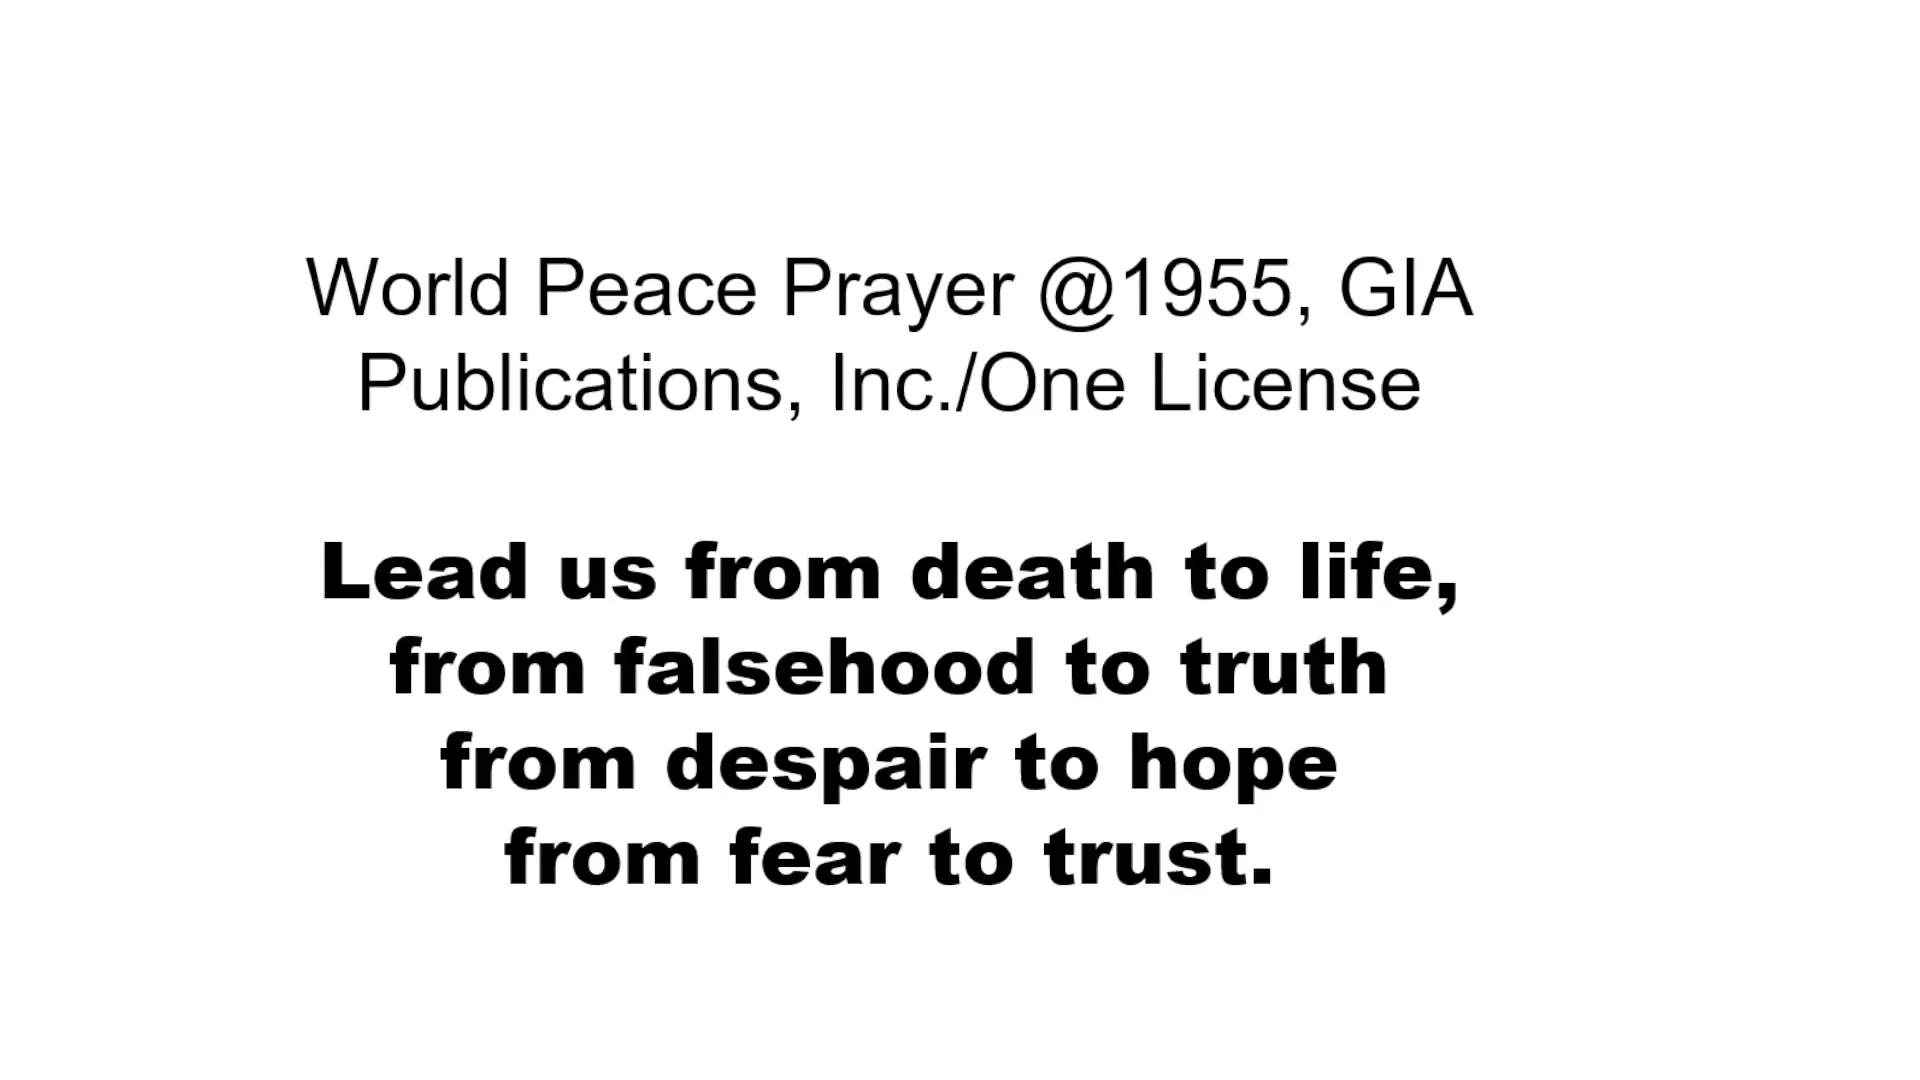 World Peace Prayer @1955, GIA
Publications, Inc./One License
Lead us from death to life,
from falsehood to truth
from despair to hope
from fear to trust.